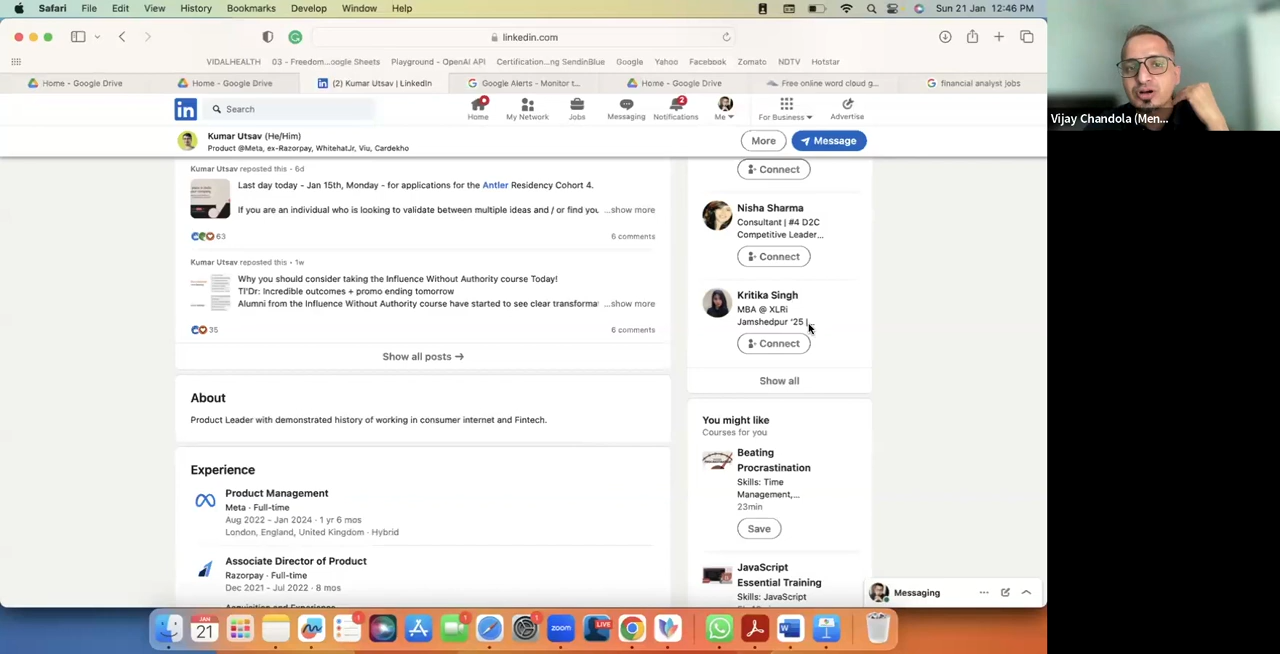 Safari File Edit View History Bookmarks Develop Window Help
Sun 21 Jan 12:46 PM
linkedin.com
VIDALHEALTH 03 - Freedom...oogle Sheets Playground - OpenAI API Certification...ng SendinBlue Google Yahoo Facebook Zomato NDTV Hotstar
Home - Google Drive
Home - Google Drive
(2) Kumar Utsav | LinkedIn
Google Alerts - Monitor t...
Home - Google Drive
Free online word cloud g...
financial analyst jobs
in
Search
Home
My Network
Jobs
Messaging
2
Notifications
Me
For Business
Advertise
Kumar Utsav (He/Him)
Product @Meta, ex-Razorpay, WhitehatJr, Viu, Cardekho
More
Message
Kumar Utsav reposted this • 6d
Last day today - Jan 15th, Monday - for applications for the Antler Residency Cohort 4.
If you are an individual who is looking to validate between multiple ideas and / or find you ...show more
63
6 comments
Kumar Utsav reposted this • 1w
Why you should consider taking the Influence Without Authority course Today!
Tl'Dr: Incredible outcomes + promo ending tomorrow
Alumni from the Influence Without Authority course have started to see clear transforma ...show more
35
6 comments
Show all posts →
About
Product Leader with demonstrated history of working in consumer internet and Fintech.
Experience
Product Management
Meta · Full-time
Aug 2022 - Jan 2024 · 1 yr 6 mos
London, England, United Kingdom · Hybrid
Associate Director of Product
Razorpay · Full-time
Dec 2021 - Jul 2022 · 8 mos
Connect
Nisha Sharma
Consultant | #4 D2C
Competitive Leader...
Connect
Kritika Singh
MBA @ XLRi
Jamshedpur '25 |...
Connect
Show all
You might like
Courses for you
Beating
Procrastination
Skills: Time
Management,...
23min
Save
JavaScript
Essential Training
Skills: JavaScript
Messaging
JAN
21
zoom
LIVE
Vijay Chandola (Men...